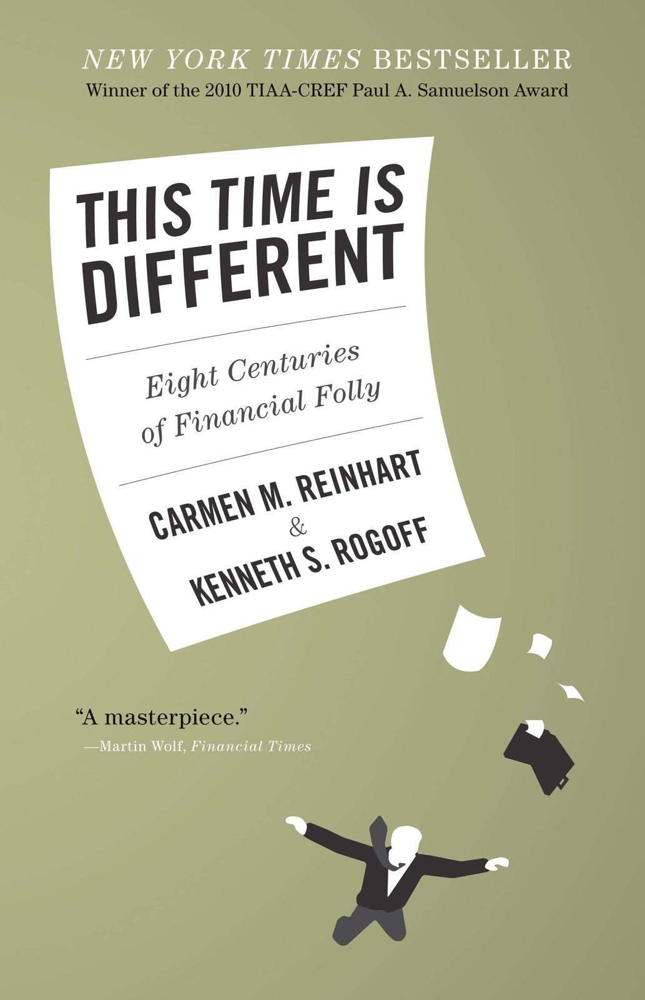 NEW YORK TIMES BESTSELLER
Winner of the 2010 TIAA-CREF Paul A. Samuelson Award
THIS TIME IS
DIFFERENT
Eight Centuries
of Financial Folly
CARMEN M. REINHART
&
KENNETH S. ROGOFF
“A masterpiece.”
—Martin Wolf, Financial Times